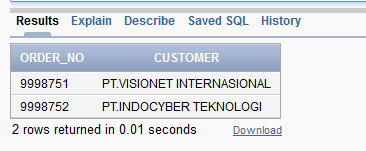 Results Explain Describe Saved SQL History
ORDER_NO CUSTOMER
9998751 PT.VISIONET INTERNASIONAL
9998752 PT.INDOCYBER TEKNOLOGI
2 rows returned in 0.01 seconds Download